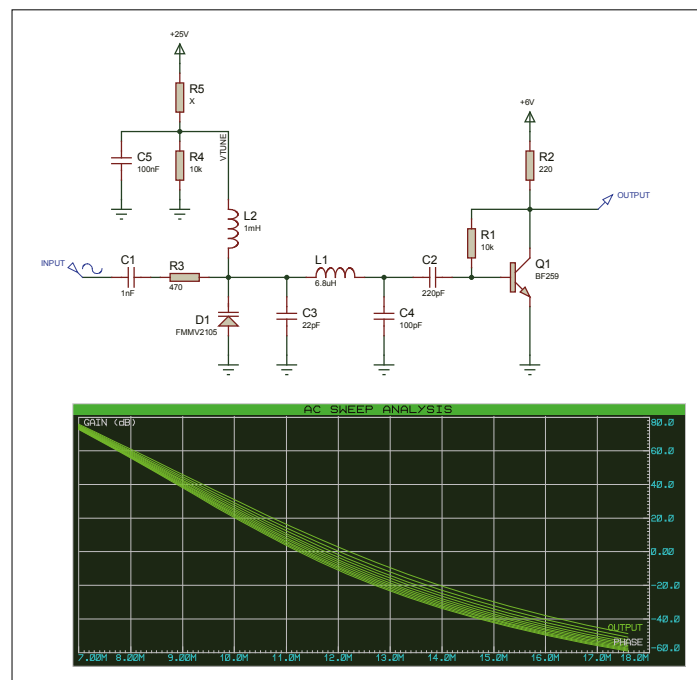 +25V
R5
X
+6V
VTUNE
C5
100nF
R4
10k
R2
220
OUTPUT
L2
1mH
R1
10k
INPUT
C1
1nF
R3
470
L1
6.8uH
C2
220pF
Q1
BF259
D1
FMMV2105
C3
22pF
C4
100pF
AC SWEEP ANALYSIS
GAIN (dB)
80.0
60.0
40.0
20.0
0.00
-20.0
-40.0
OUTPUT
PHASE
-60.0
7.00M 8.00M 9.00M 10.0M 11.0M 12.0M 13.0M 14.0M 15.0M 16.0M 17.0M 18.0M